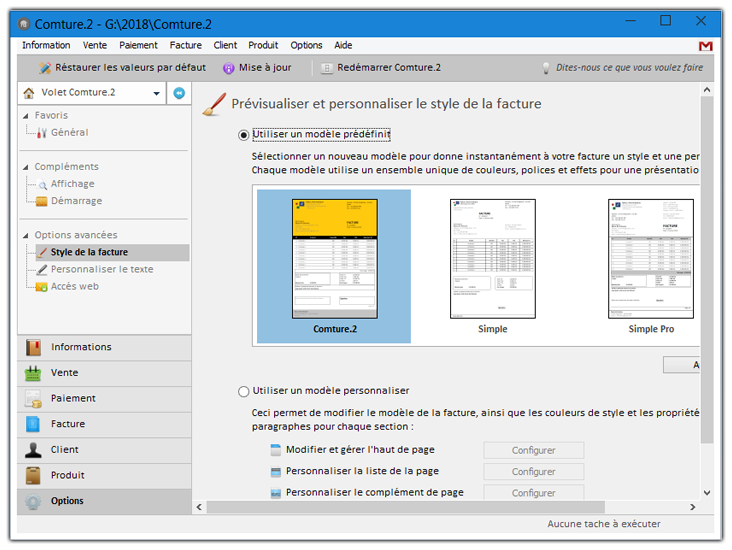 Comture.2 - G:\2018\Comture.2
Information Vente Paiement Facture Client Produit Options Aide
Réstaurer les valeurs par défaut Mise à jour Redémarrer Comture.2 Dites-nous ce que vous voulez faire
Volet Comture.2
Favoris
Général
Compléments
Affichage
Démarrage
Options avancées
Style de la facture
Personnaliser le texte
Accés web
Informations
Vente
Paiement
Facture
Client
Produit
Options
Prévisualiser et personnaliser le style de la facture
Utiliser un modèle prédéfinit
Sélectionner un nouveau modèle pour donne instantanément à votre facture un style et une per
Chaque modèle utilise un ensemble unique de couleurs, polices et effets pour une présentatio
FACTURE
Comture.2
Simple
Simple Pro
A
Utiliser un modèle personnaliser
Ceci permet de modifier le modèle de la facture, ainsi que les couleurs de style et les propriété
paragraphes pour chaque section :
Modifier et gérer l'haut de page Configurer
Personnaliser la liste de la page Configurer
Personnaliser le complément de page Configurer
Aucune tache à exécuter